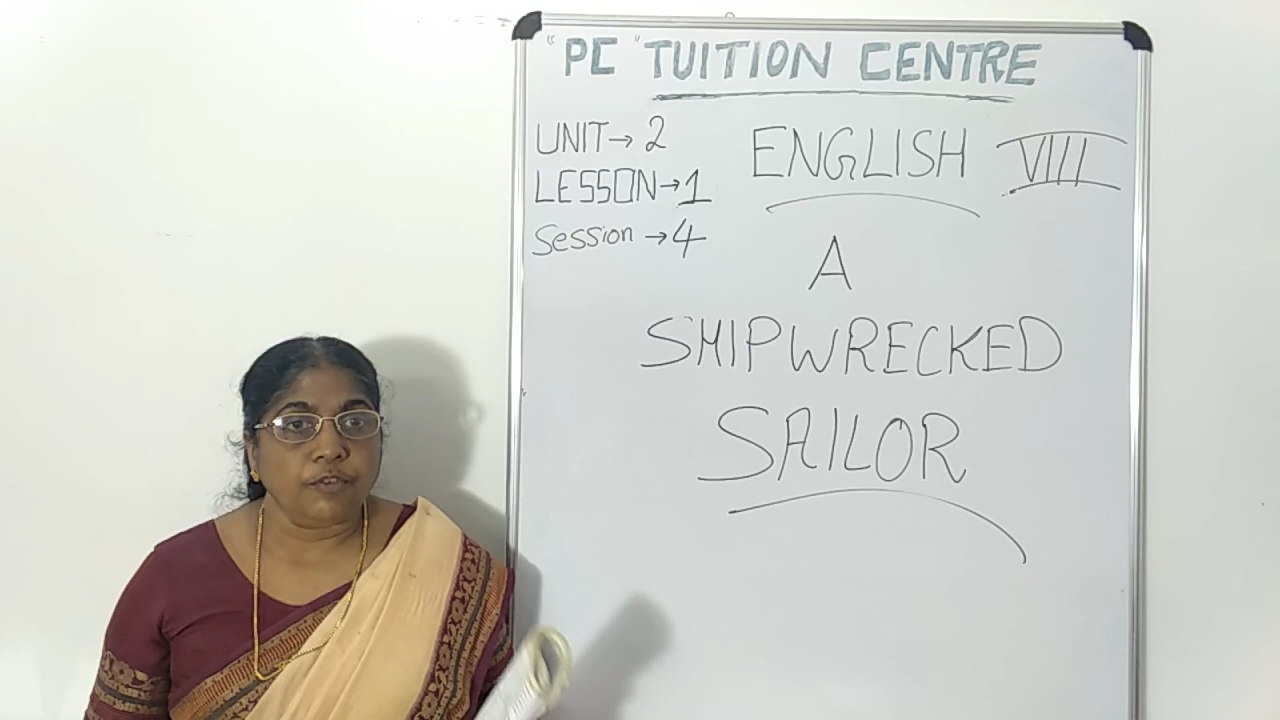 "PC" TUITION CENTRE
UNIT→2
LESSON→1
Session→4
ENGLISH VIII
A
SHIPWRECKED
SAILOR